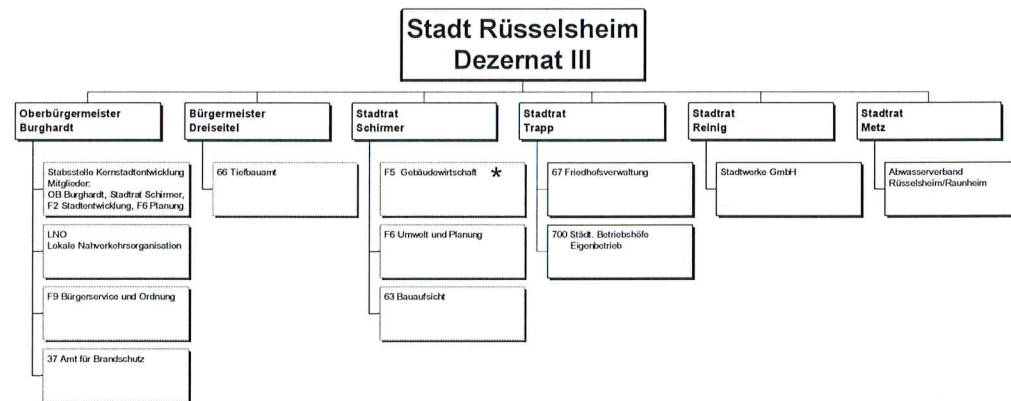 Stadt Rüsselsheim
Dezernat III
Oberbürgermeister
Burghardt
Stabsstelle Kernstadtentwicklung
Mitglieder:
OB Burghardt, Stadtrat Schirmer,
F2 Stadtentwicklung, F6 Planung
LNO
Lokale Nahverkehrsorganisation
F9 Bürgerservice und Ordnung
37 Amt für Brandschutz
Bürgermeister
Dreiseitel
66 Tiefbauamt
Stadtrat
Schirmer
F5 Gebäudewirtschaft *
F6 Umwelt und Planung
63 Bauaufsicht
Stadtrat
Trapp
67 Friedhofsverwaltung
700 Städt. Betriebshöfe
Eigenbetrieb
Stadtrat
Reinig
Stadtwerke GmbH
Stadtrat
Metz
Abwasserverband
Rüsselsheim/Raunheim